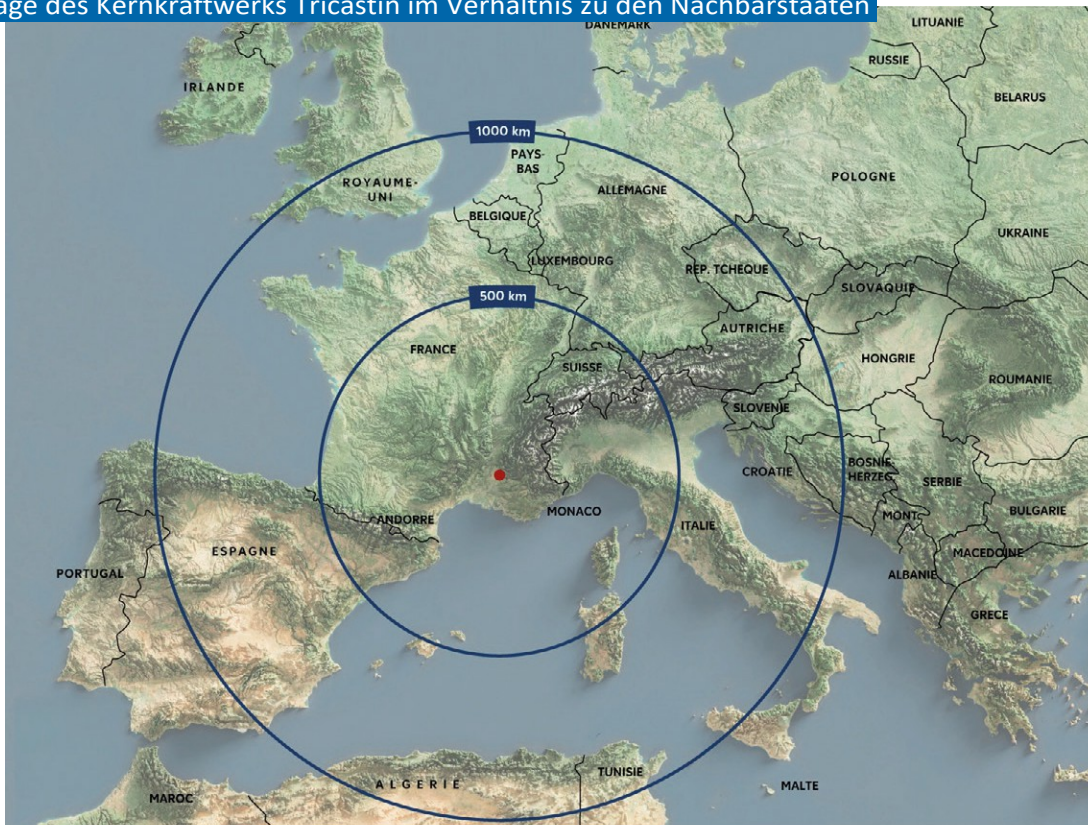 age des Kernkraftwerks Tricastin im Verhältnis zu den Nachbarstaaten
DANEMARK
LITUANIE
RUSSIE
IRLANDE
BELARUS
1000 km
PAYS-
BAS
ROYAUME-
UNI
ALLEMAGNE
POLOGNE
BELGIQUE
UKRAINE
LUXEMBOURG
REP. TCHEQUE
SLOVAQUIE
500 km
AUTRICHE
FRANCE
HONGRIE
SUISSE
ROUMANIE
SLOVENIE
CROATIE
BOSNIE-
HERZEG.
SERBIE
ANDORRE
MONACO
ITALIE
MONT.
BULGARIE
ESPAGNE
MACEDOINE
PORTUGAL
ALBANIE
GRECE
TUNISIE
ALGERIE
MALTE
MAROC